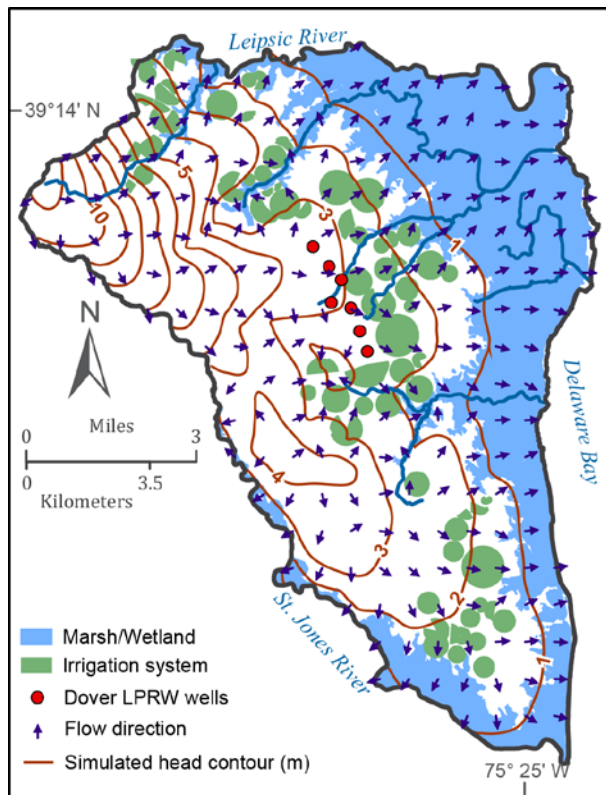 Leipsic River
39°14' N
5
10
3
1
N
Delaware Bay
Miles
0 3
0 3.5
Kilometers
4
3
2
1
St. Jones River
Marsh/Wetland
Irrigation system
Dover LPRW wells
Flow direction
Simulated head contour (m)
75° 25' W